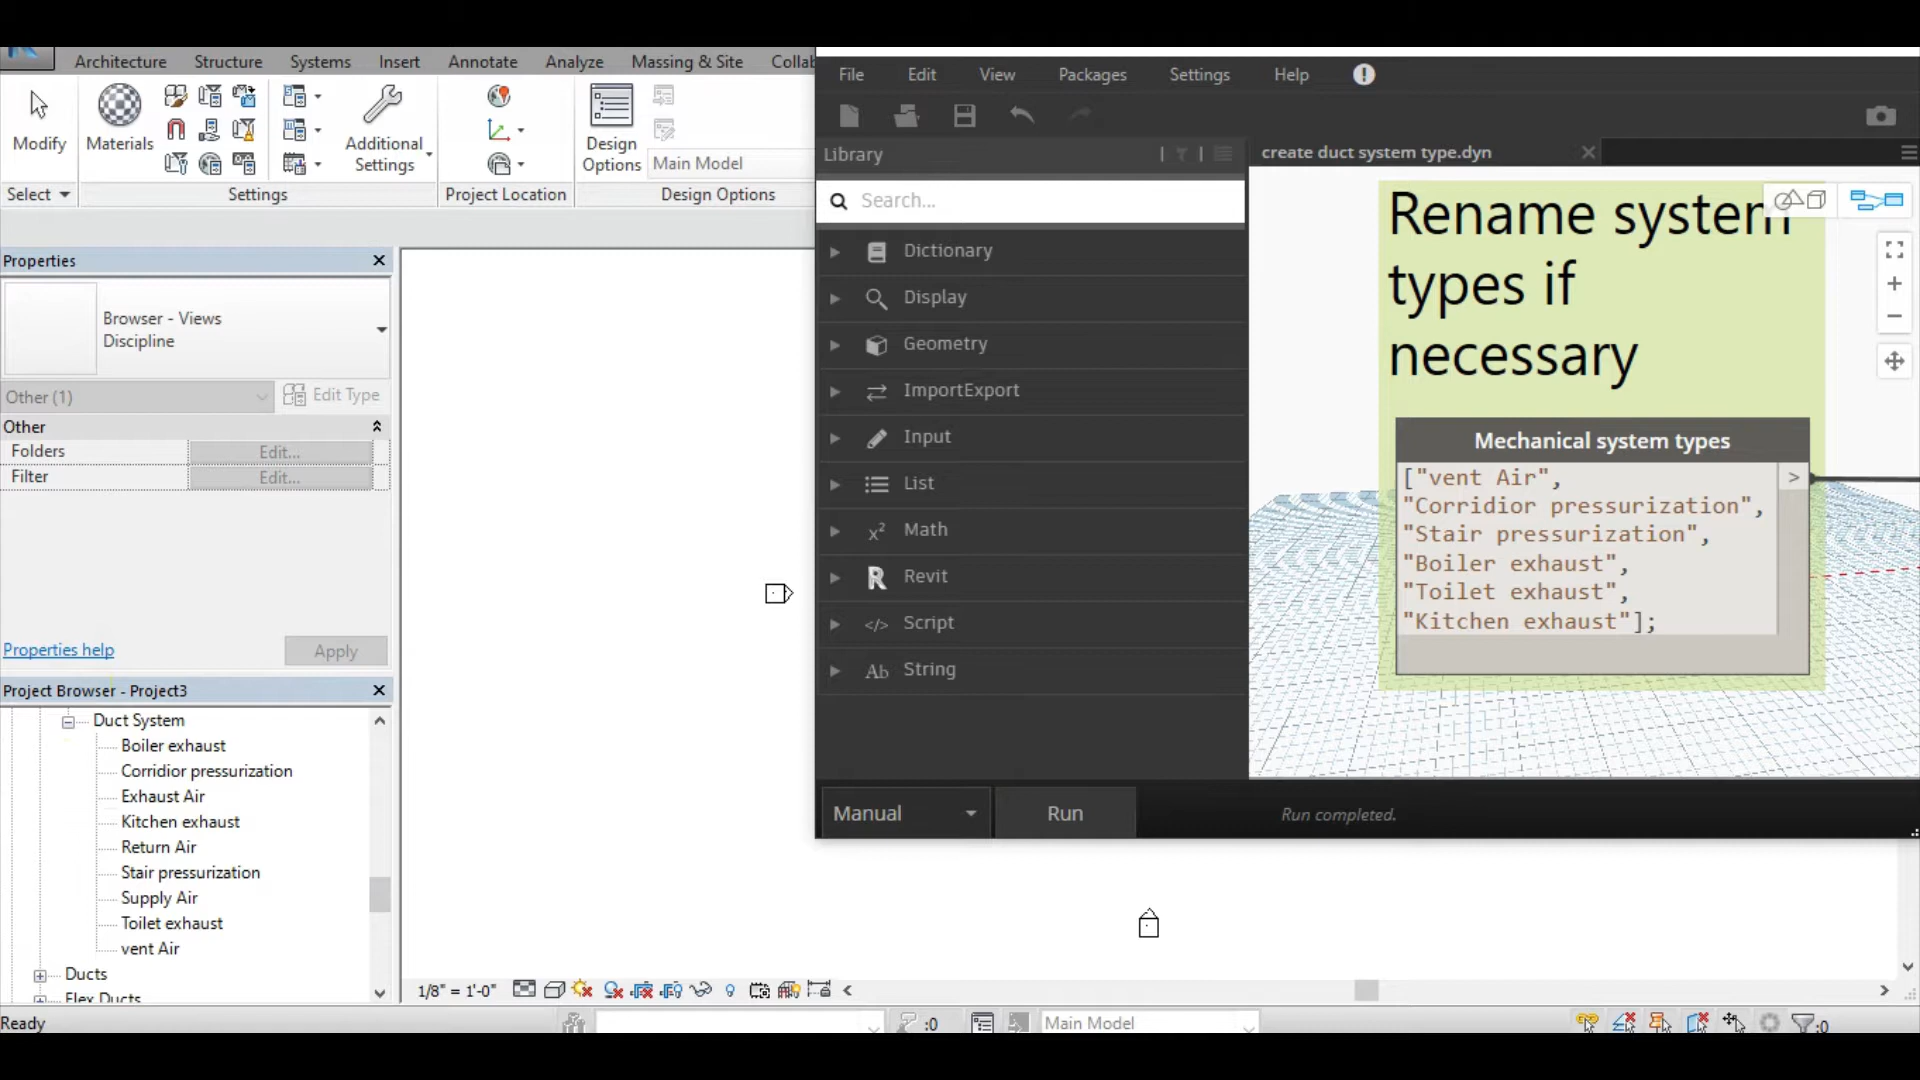 Architecture Structure Systems Insert Annotate Analyze Massing & Site Collab
Modify
Materials
Additional
Settings
Design
Options
Main Model
Select
Settings
Project Location
Design Options
Properties
Browser - Views
Discipline
Other (1)
Edit Type
Other
Folders Edit...
Filter Edit...
Properties help
Apply
Project Browser - Project3
Duct System
Boiler exhaust
Corridior pressurization
Exhaust Air
Kitchen exhaust
Return Air
Stair pressurization
Supply Air
Toilet exhaust
vent Air
Ducts
Flex Ducts
Ready
File Edit View Packages Settings Help
Library
Search...
Dictionary
Display
Geometry
ImportExport
Input
List
Math
Revit
Script
String
Manual
Run
Run completed.
create duct system type.dyn
Rename system
types if
necessary
Mechanical system types
["vent Air",
"Corridior pressurization",
"Stair pressurization",
"Boiler exhaust",
"Toilet exhaust",
"Kitchen exhaust"];
>
1/8" = 1'-0"
:0
Main Model
:0